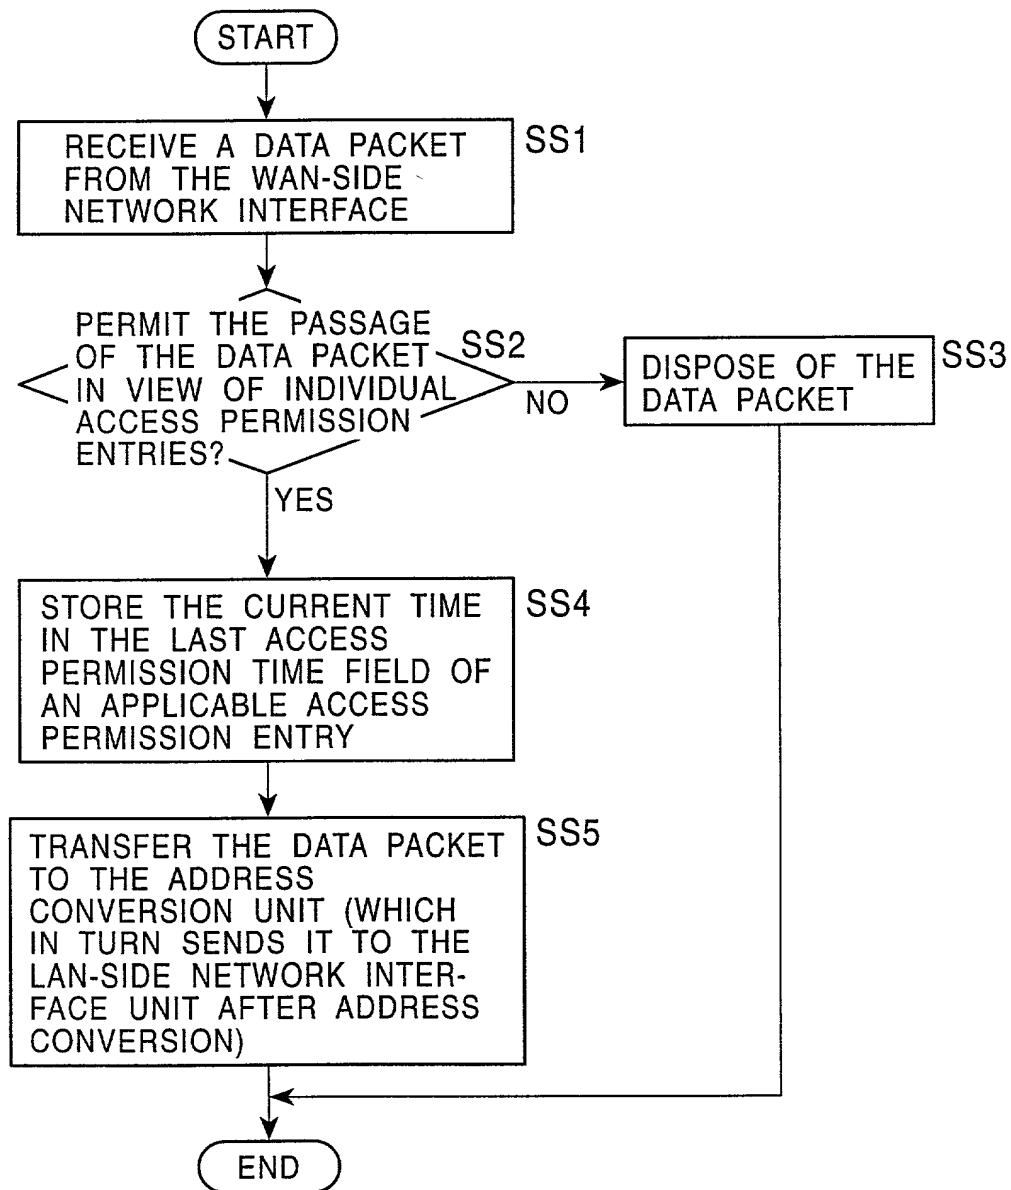 START
RECEIVE A DATA PACKET
FROM THE WAN-SIDE
NETWORK INTERFACE
SS1
PERMIT THE PASSAGE
OF THE DATA PACKET
IN VIEW OF INDIVIDUAL
ACCESS PERMISSION
ENTRIES?
SS2
NO
DISPOSE OF THE
DATA PACKET
SS3
YES
STORE THE CURRENT TIME
IN THE LAST ACCESS
PERMISSION TIME FIELD OF
AN APPLICABLE ACCESS
PERMISSION ENTRY
SS4
TRANSFER THE DATA PACKET
TO THE ADDRESS
CONVERSION UNIT (WHICH
IN TURN SENDS IT TO THE
LAN-SIDE NETWORK INTER-
FACE UNIT AFTER ADDRESS
CONVERSION)
SS5
END